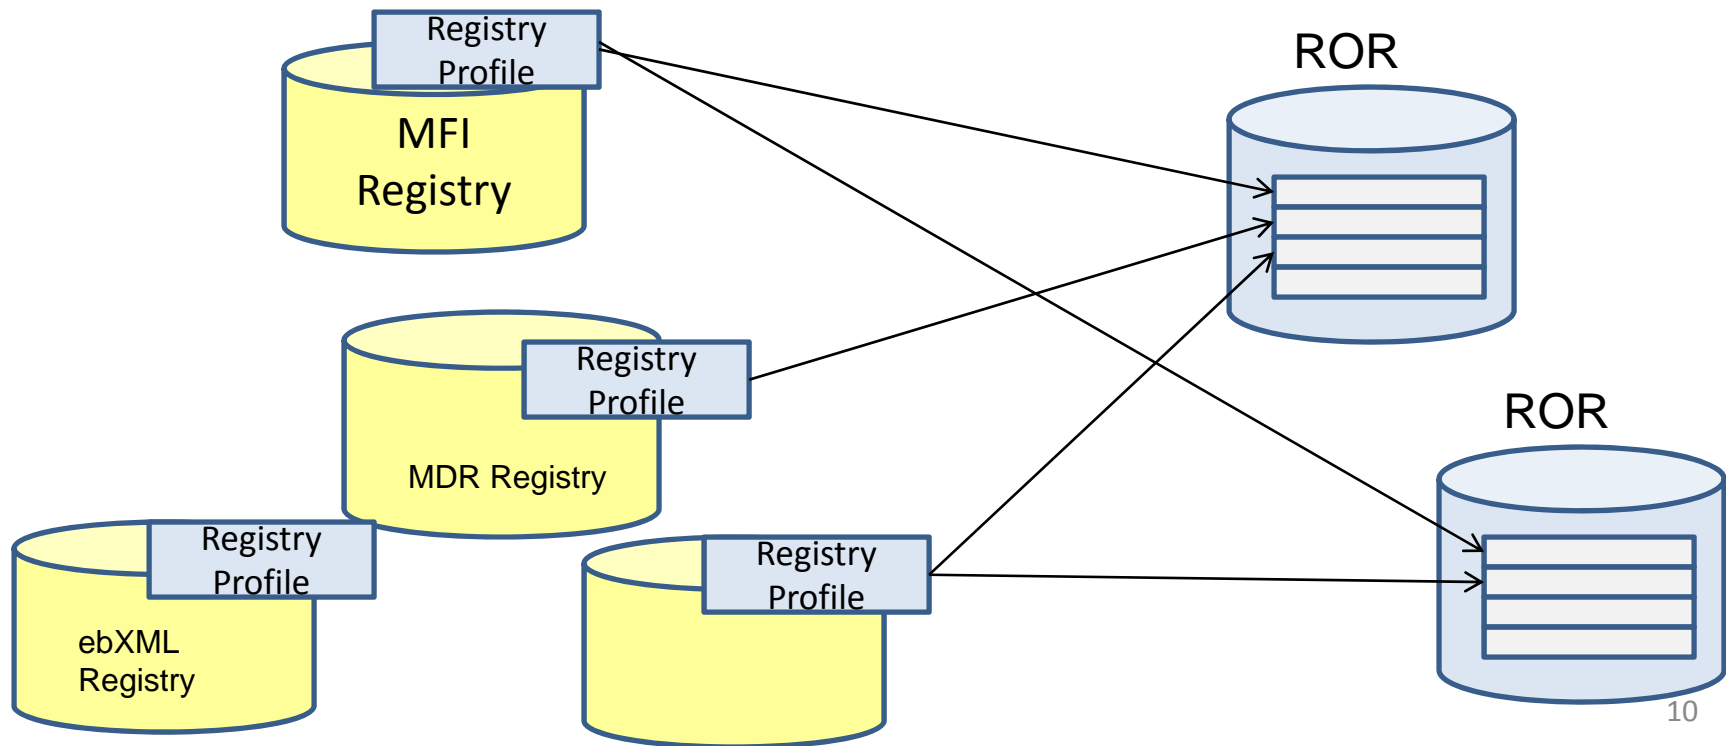 Registry
Profile
MFI
Registry
ROR
Registry
Profile
MDR Registry
ROR
Registry
Profile
ebXML
Registry
Registry
Profile
10